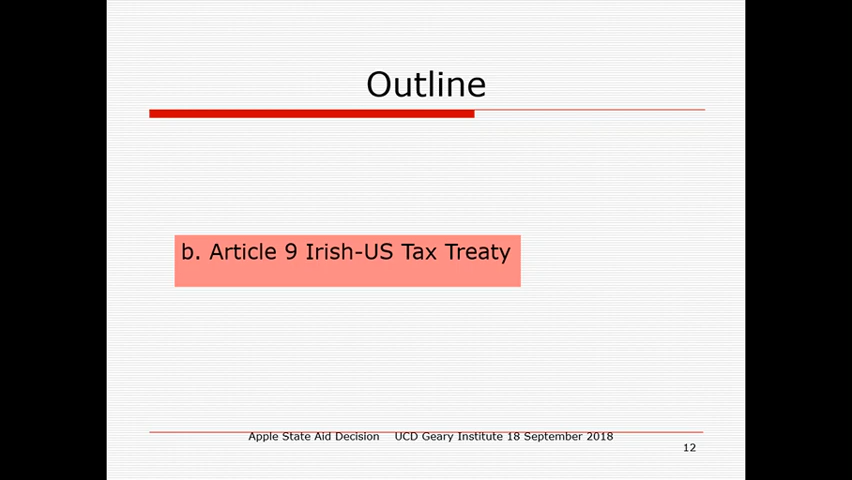 Outline
b. Article 9 Irish-US Tax Treaty
Apple State Aid Decision UCD Geary Institute 18 September 2018
12